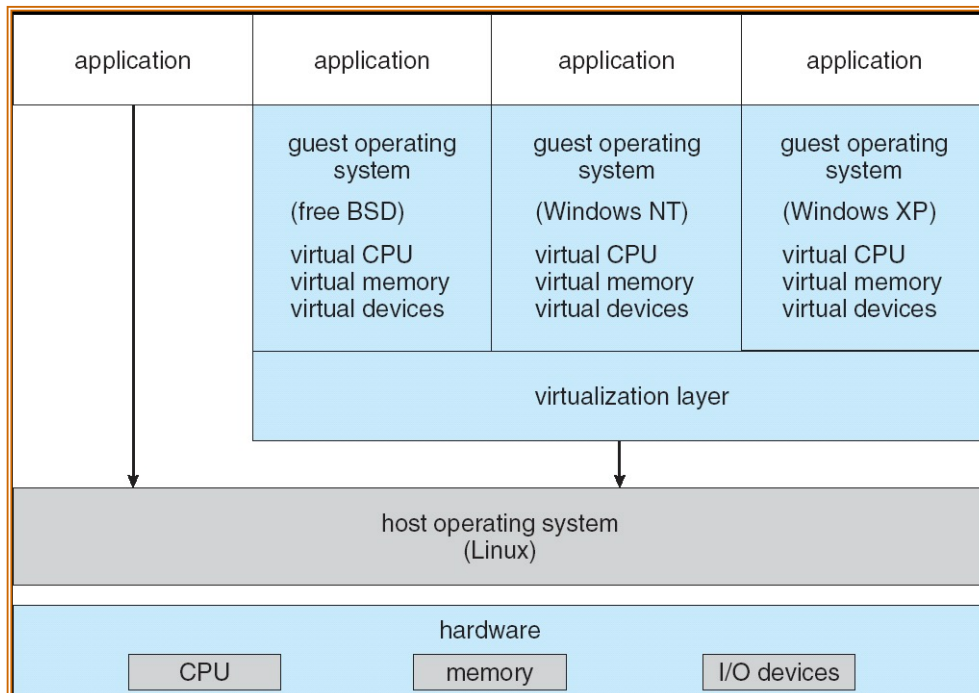 application
application
application
application
guest operating
system
(free BSD)
virtual CPU
virtual memory
virtual devices
guest operating
system
(Windows NT)
virtual CPU
virtual memory
virtual devices
guest operating
system
(Windows XP)
virtual CPU
virtual memory
virtual devices
virtualization layer
host operating system
(Linux)
hardware
CPU
memory
I/O devices